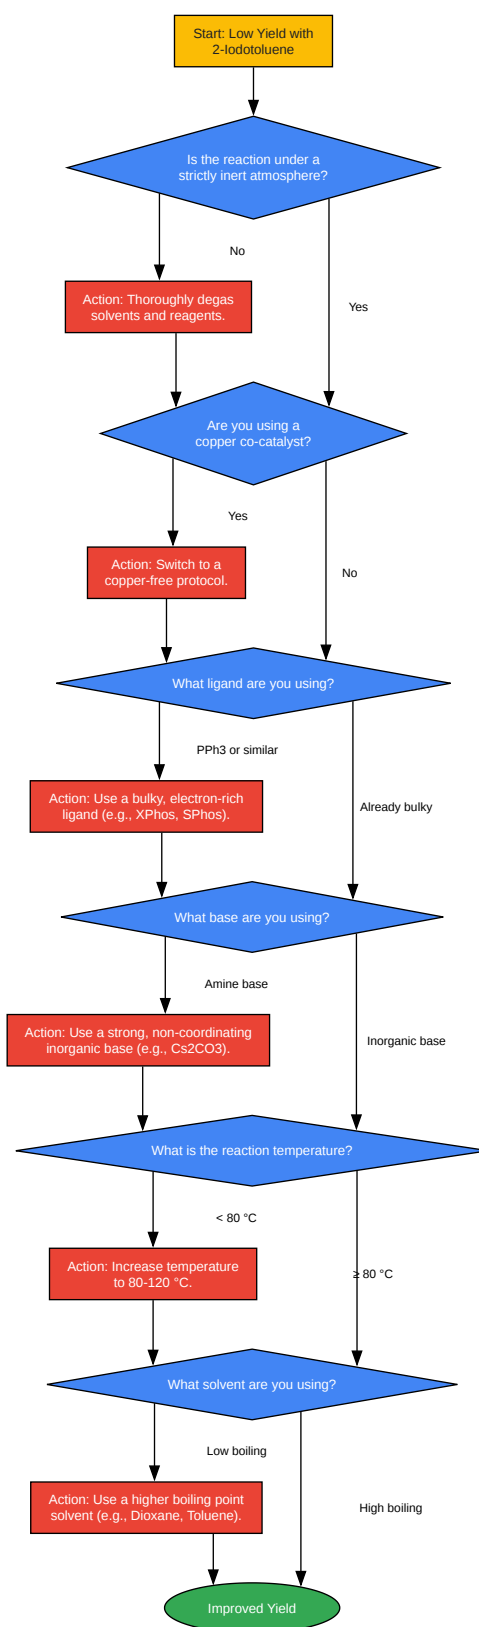 Start: Low Yield with
2-Iodotoluene
Is the reaction under a
strictly inert atmosphere?
No
Action: Thoroughly degas
solvents and reagents.
Yes
Are you using a
copper co-catalyst?
Yes
Action: Switch to a
copper-free protocol.
No
What ligand are you using?
PPh3 or similar
Action: Use a bulky, electron-rich
ligand (e.g., XPhos, SPhos).
Already bulky
What base are you using?
Amine base
Action: Use a strong, non-coordinating
inorganic base (e.g., Cs2CO3).
Inorganic base
What is the reaction temperature?
< 80 °C
Action: Increase temperature
to 80-120 °C.
≥ 80 °C
What solvent are you using?
Low boiling
Action: Use a higher boiling point
solvent (e.g., Dioxane, Toluene).
High boiling
Improved Yield